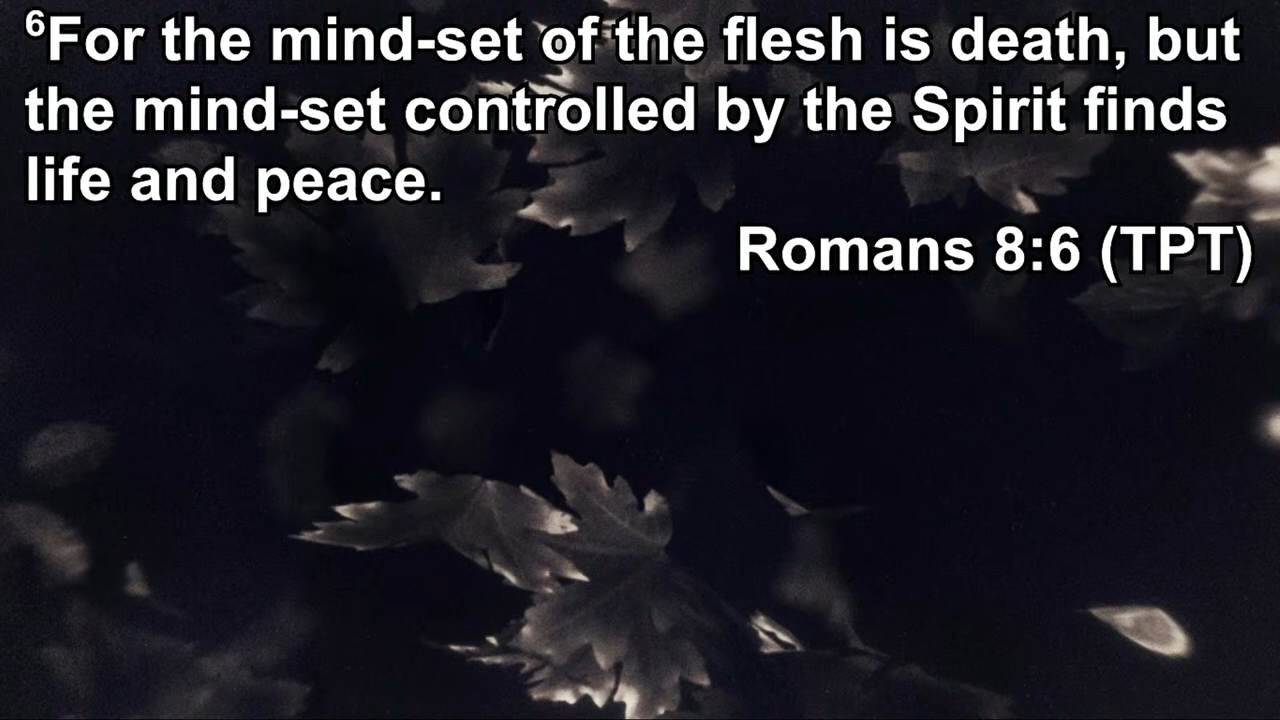 ⁶For the mind-set of the flesh is death, but
the mind-set controlled by the Spirit finds
life and peace.
Romans 8:6 (TPT)